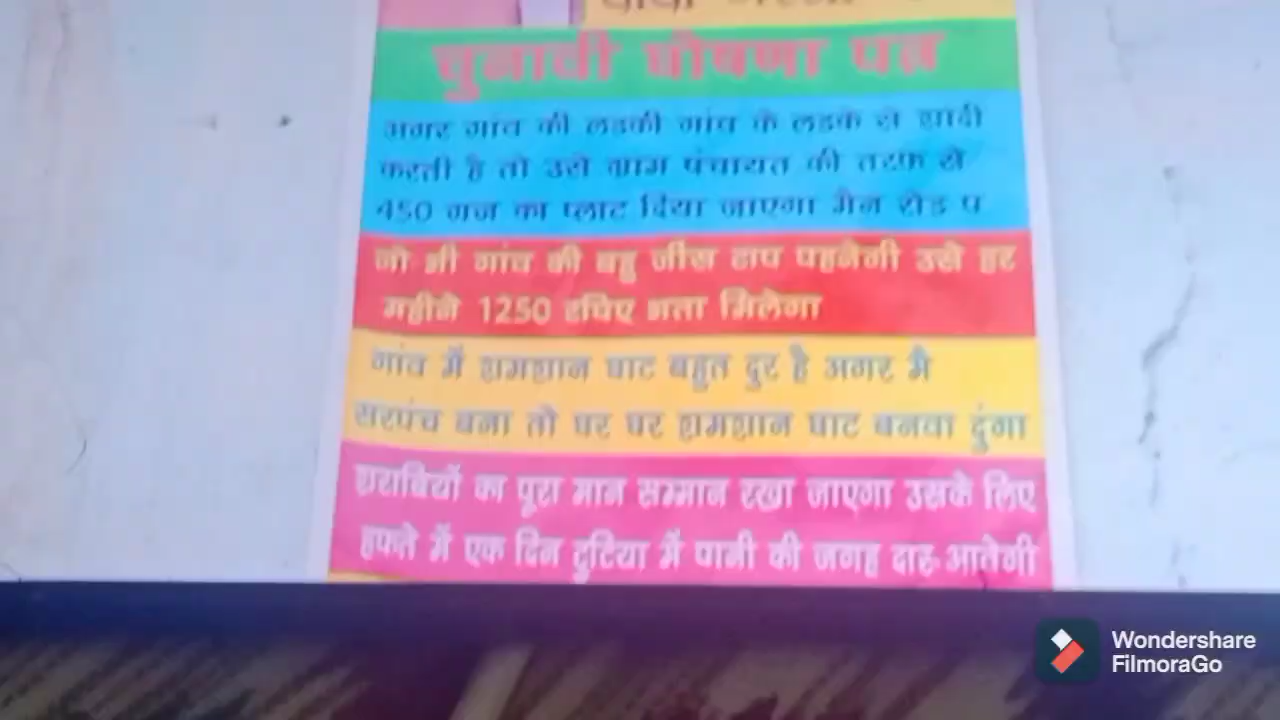 चुनावी घोषणा पत्र
अगर गांव की लडकी गांव के लडके से शादी
करती है तो उसे ग्राम पंचायत की तरफ से
450 गज का प्लाट दिया जाएगा मैन रोड प
जो भी गांव की बहु जींस टाप पहनेगी उसे हर
महीने 1250 रुपिए भता मिलेगा
गांव में शमशान घाट बहुत दुर है अगर मै
सरपंच बना तो घर घर शमशान घाट बनवा दुंगा
शराबियों का पूरा मान सम्मान रखा जाएगा उसके लिए
हफ्ते में एक दिन टुटिया में पानी की जगह दारू आवेगी
Wondershare
FilmoraGo